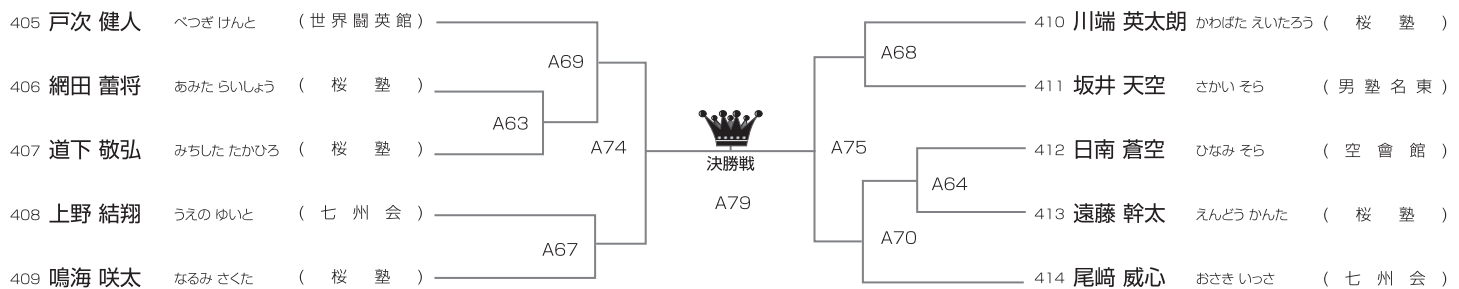 405 戸次 健人 べつぎ けんと (世界闘英館)
A69
406 網田 蕾将 あみた らいしょう (桜塾)
A63
407 道下 敬弘 みちした たかひろ (桜塾)
A74
408 上野 結翔 うえの ゆいと (七州会)
A67
409 鳴海 咲太 なるみ さくた (桜塾)
決勝戦
A79
410 川端 英太朗 かわばた えいたろう (桜塾)
A68
411 坂井 天空 さかい そら (男塾名東)
A75
412 日南 蒼空 ひなみ そら (空會館)
A64
413 遠藤 幹太 えんどう かんた (桜塾)
A70
414 尾﨑 威心 おさき いっさ (七州会)